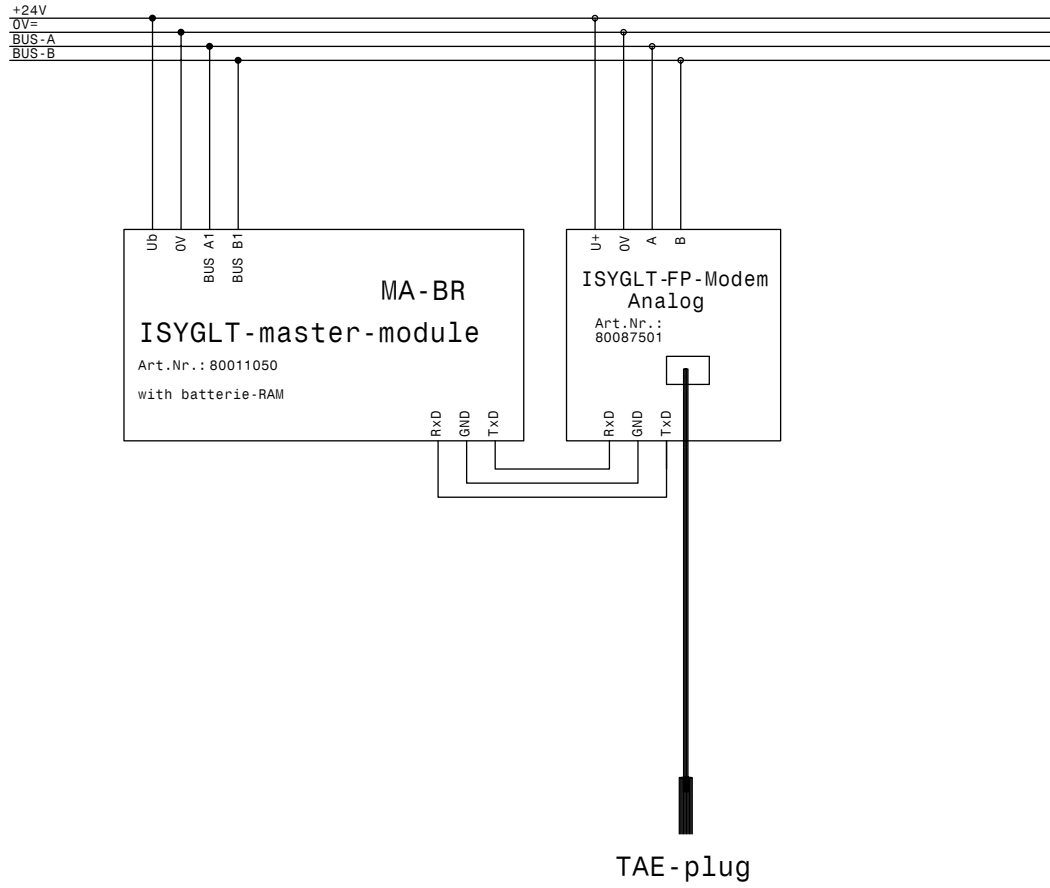 +24V
0V=
BUS-A
BUS-B
Ub
0V
BUS A1
BUS B1
MA-BR
ISYGLT-master-module
Art.Nr.:80011050
with batterie-RAM
RxD
GND
TxD
U+
0V
A
B
ISYGLT-FP-Modem
Analog
Art.Nr.:
80087501
RxD
GND
TxD
TAE-plug